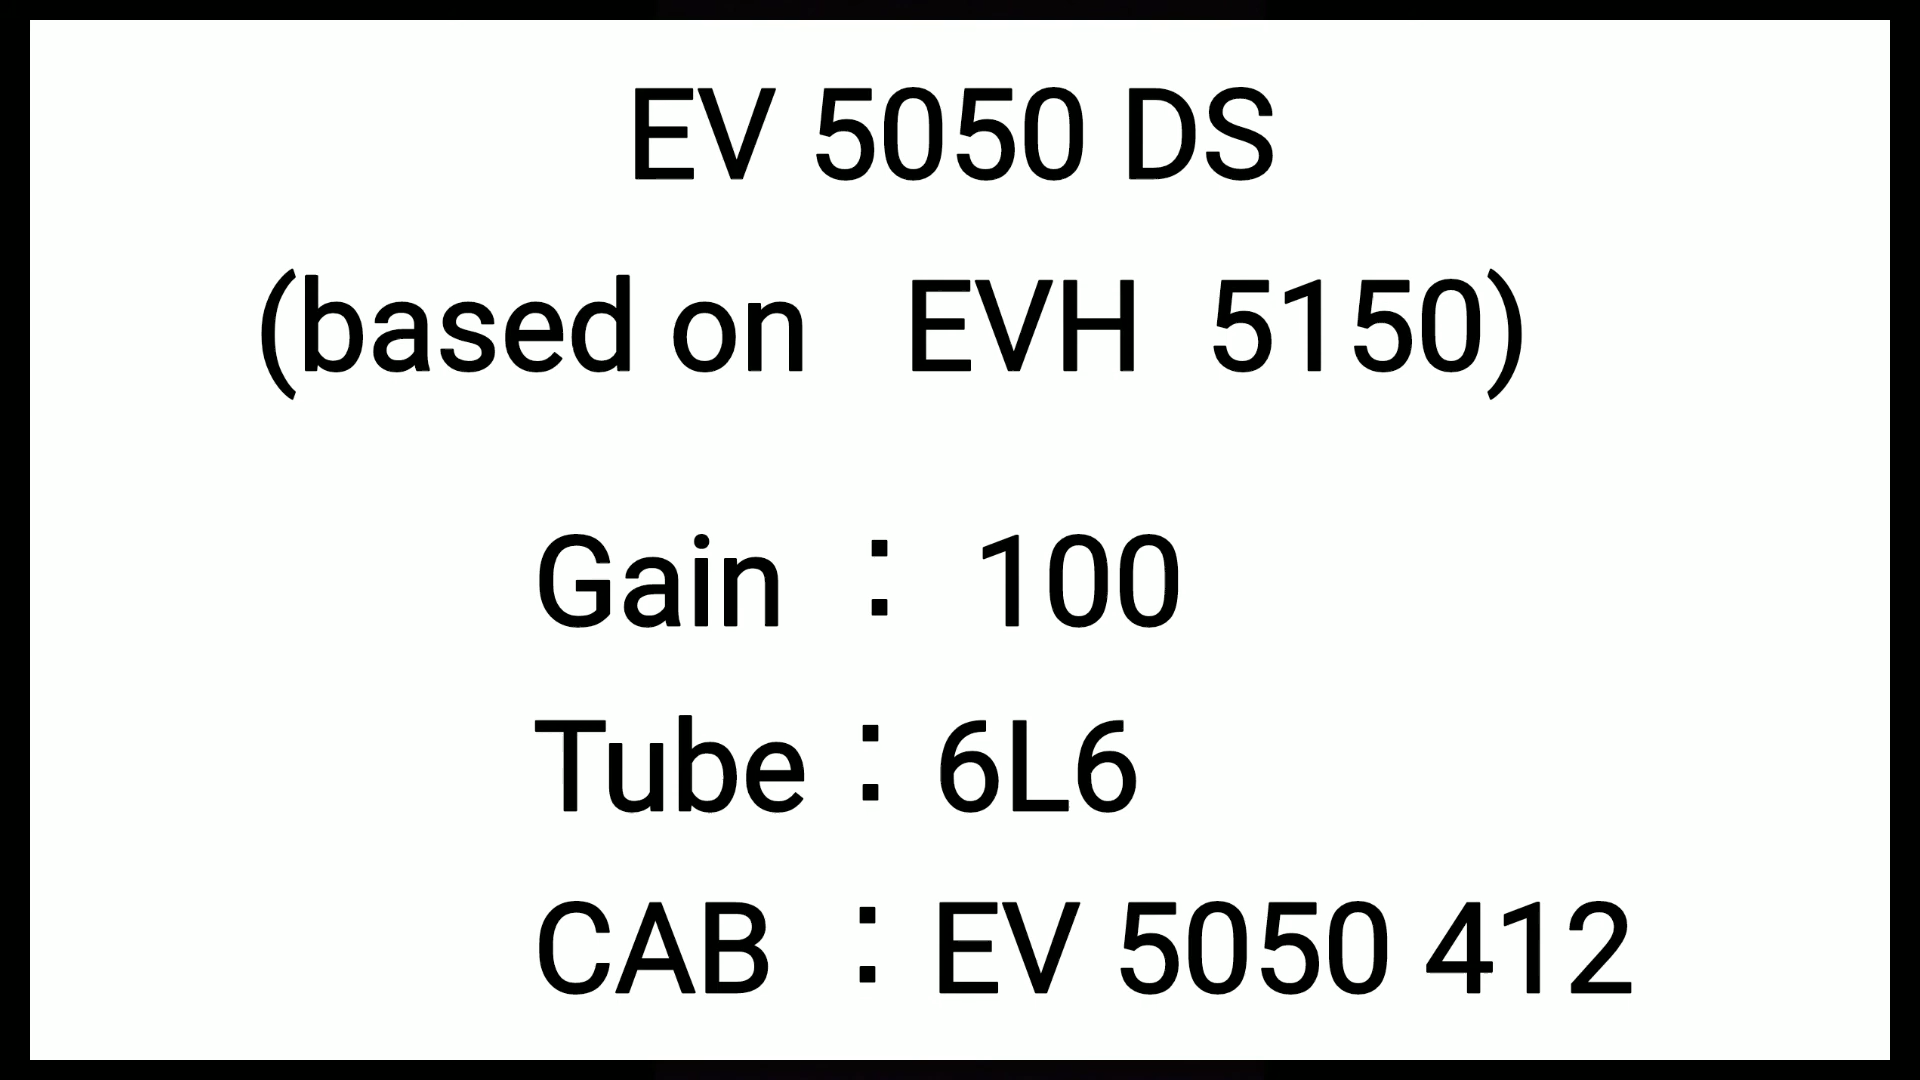 EV 5050 DS
(based on EVH 5150)
Gain : 100
Tube : 6L6
CAB : EV 5050 412